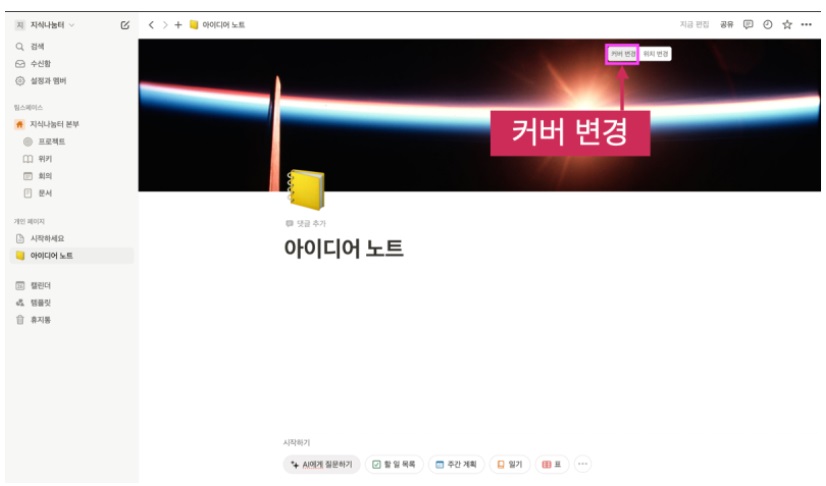 지식나눔터
아이디어 노트
지금 편집
공유
검색
수신함
설정과 멤버
팀스페이스
지식나눔터 본부
프로젝트
위키
회의
문서
개인 페이지
시작하세요
아이디어 노트
캘린더
템플릿
휴지통
커버 변경
위치 변경
커버 변경
댓글 추가
아이디어 노트
시작하기
AI에게 질문하기
할 일 목록
주간 계획
일기
표